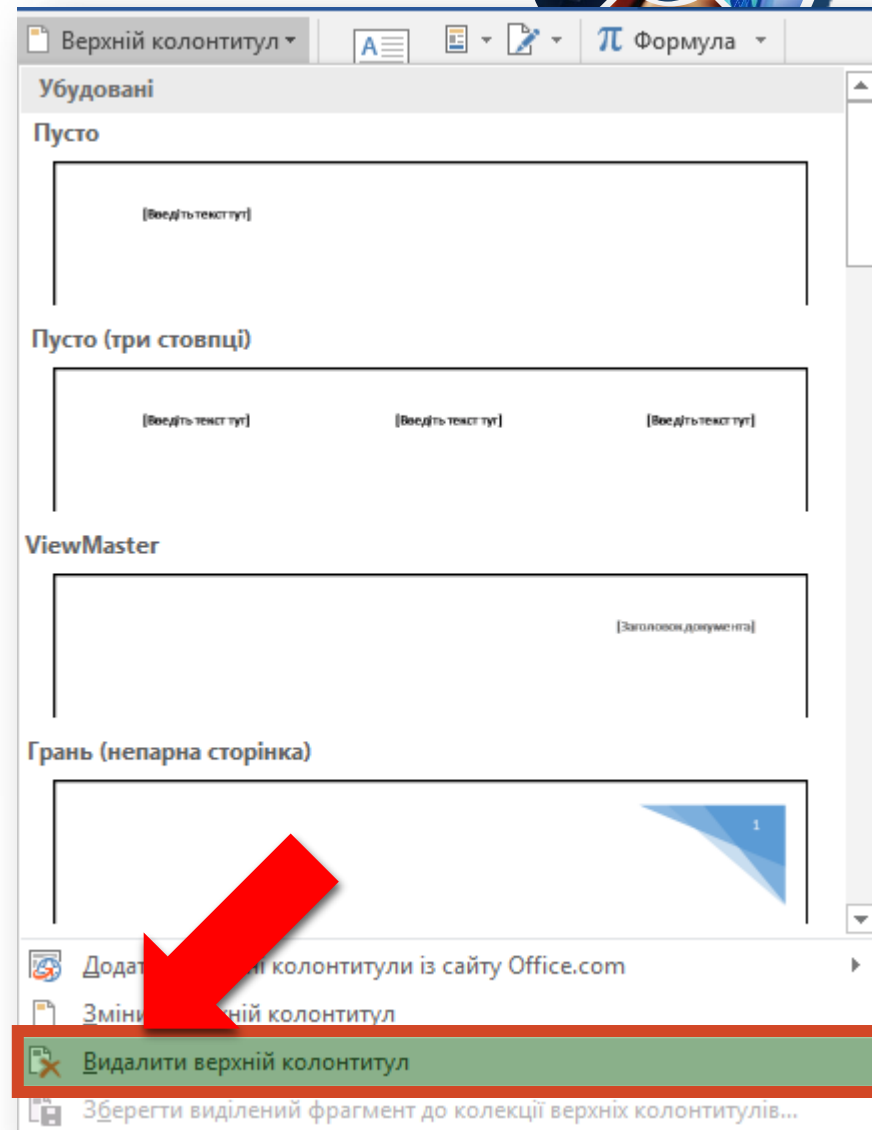 Верхній колонтитул
A
π Формула
Убудовані
Пусто
[Введіть текст тут]
Пусто (три стовпці)
[Введіть текст тут] [Введіть текст тут] [Введіть текст тут]
ViewMaster
[Заголовок документа]
Грань (непарна сторінка)
1
колонтитули із сайту Office.com
колонтитул
Видалити верхній колонтитул
Зберегти виділений фрагмент до колекції верхніх колонтитулів...